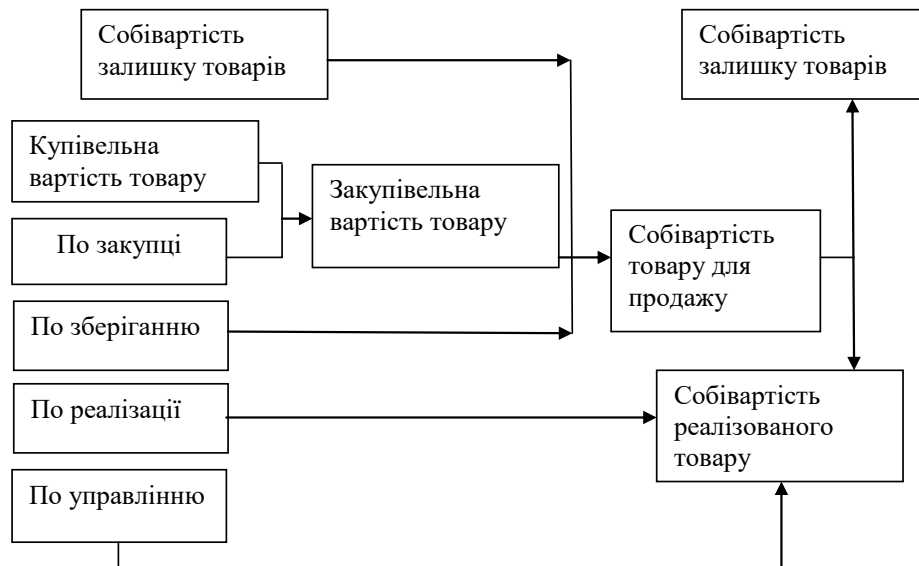 Собівартість
залишку товарів
Собівартість
залишку товарів
Купівельна
вартість товару
Закупівельна
вартість товару
По закупці
Собівартість
товару для
продажу
По зберіганню
По реалізації
Собівартість
реалізованого
товару
По управлінню